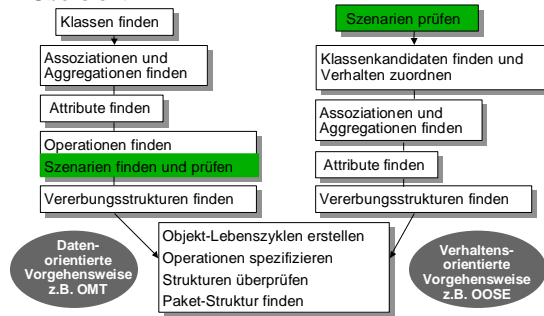 Klassen finden
Assoziationen und
Aggregationen finden
Attribute finden
Operationen finden
Szenarien finden und prüfen
Vererbungsstrukturen finden
Szenarien prüfen
Klassenkandidaten finden und
Verhalten zuordnen
Assoziationen und
Aggregationen finden
Attribute finden
Vererbungsstrukturen finden
Objekt-Lebenszyklen erstellen
Operationen spezifizieren
Strukturen überprüfen
Paket-Struktur finden
Daten-
orientierte
Vorgehensweise
z.B. OMT
Verhaltens-
orientierte
Vorgehensweise
z.B. OOSE